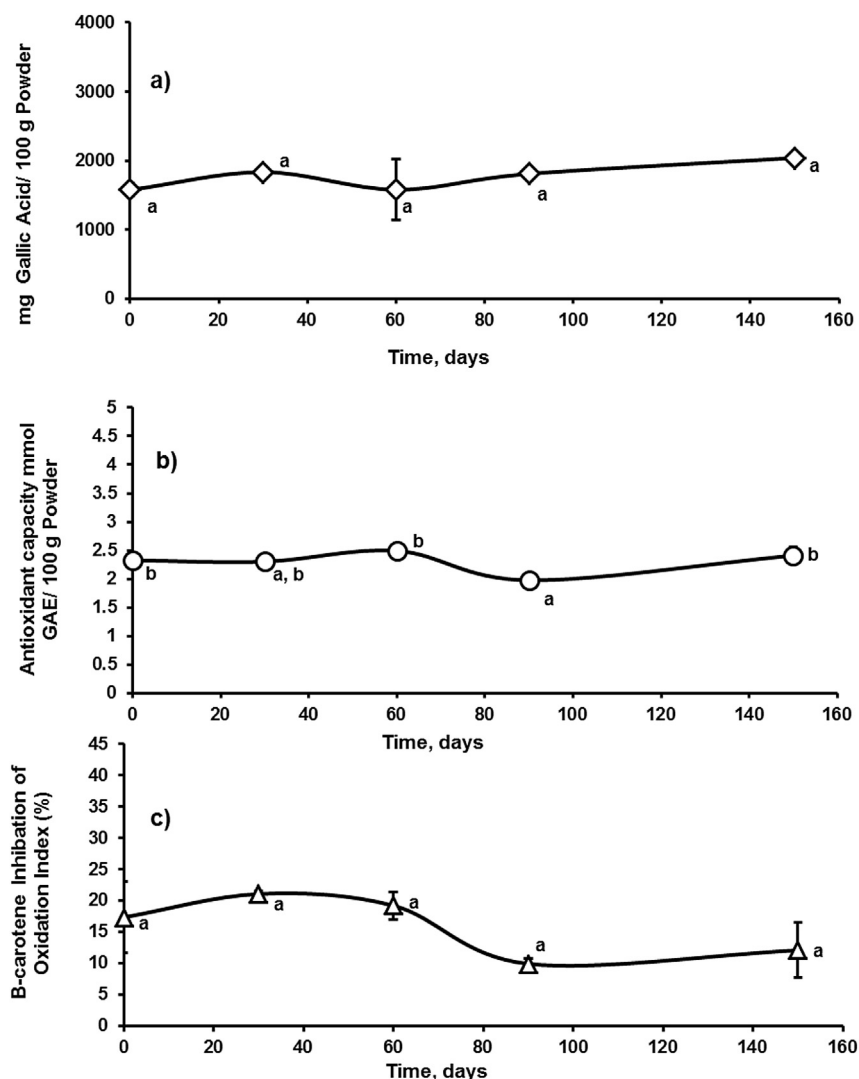 4000
a)
3000
a
2000
a
a
a
a
1000
0
0 20 40 60 80 100 120 140 160
mg Gallic Acid/ 100 g Powder
Time, days
5
4.5
b)
4
3.5
3
b
2.5
b
a, b
b
2
a
1.5
1
0.5
0
0 20 40 60 80 100 120 140 160
Antioxidant capacity mmol
GAE/ 100 g Powder
Time, days
45
40
35
c)
30
25
20
a
a
15
a
a
a
10
5
0
0 20 40 60 80 100 120 140 160
B-carotene Inhibation of
Oxidation Index (%)
Time, days